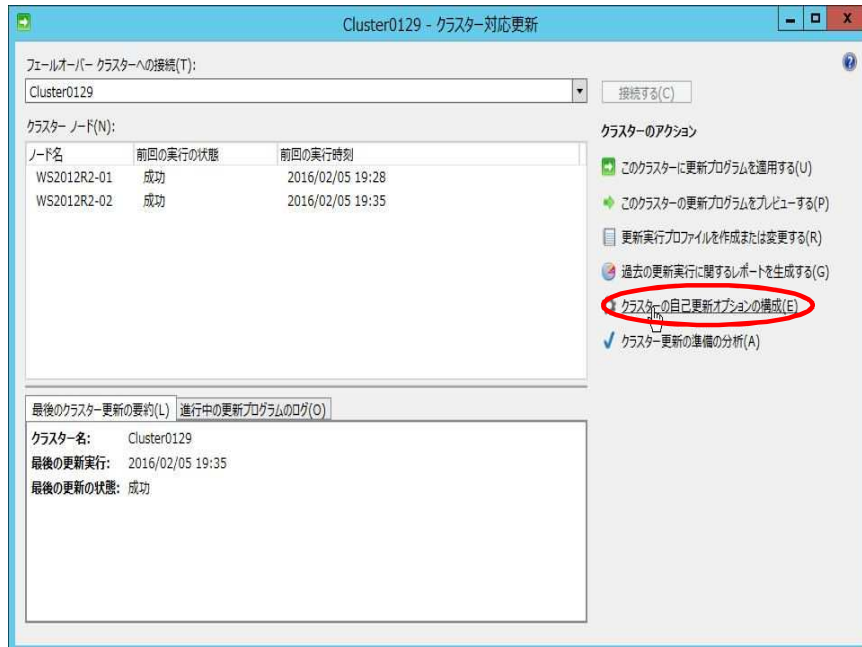 Cluster0129 - クラスター対応更新
フェールオーバー クラスターへの接続(T):
Cluster0129
接続する(C)
クラスター ノード(N):
クラスターのアクション
ノード名 前回の実行の状態 前回の実行時刻
WS2012R2-01 成功 2016/02/05 19:28
WS2012R2-02 成功 2016/02/05 19:35
このクラスターに更新プログラムを適用する(U)
このクラスターの更新プログラムをプレビューする(P)
更新実行プロファイルを作成または変更する(R)
過去の更新実行に関するレポートを生成する(G)
クラスターの自己更新オプションの構成(E)
クラスター更新の準備の分析(A)
最後のクラスター更新の要約(L) 進行中の更新プログラムのログ(O)
クラスター名: Cluster0129
最後の更新実行: 2016/02/05 19:35
最後の更新の状態: 成功